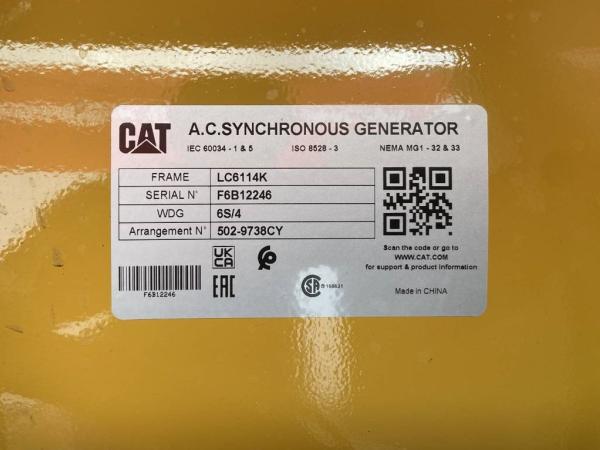 CAT A.C.SYNCHRONOUS GENERATOR
IEC 60034 - 1 & 5 ISO 8528 - 3 NEMA MG1 - 32 & 33
FRAME LC6114K
SERIAL N° F6B12246
WDG 6S/4
Arrangement N° 502-9738CY
Scan the code or go to
WWW.CAT.COM
for support & product information
UK
CA
EAC
F6B12246
Made in CHINA